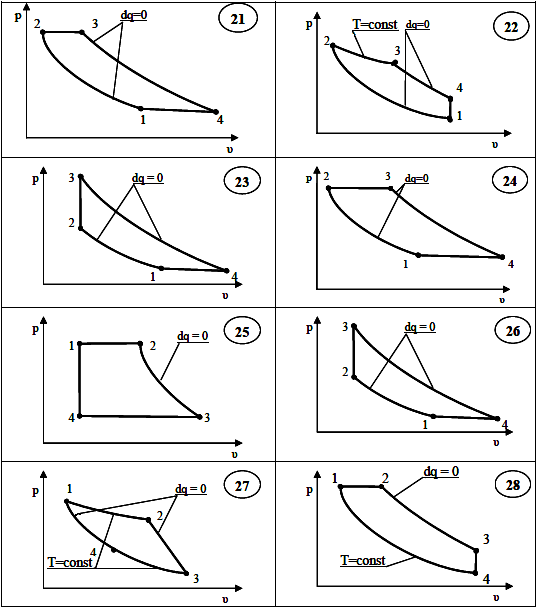 p
2
3
dq=0
21
1
4
υ
p
T=const
dq=0
22
2
3
4
1
υ
p
3
dq = 0
23
2
1
4
υ
p
2
3
dq=0
24
1
4
υ
p
1
2
dq = 0
25
4
3
υ
p
3
dq = 0
26
2
1
4
υ
p
1
dq = 0
27
2
4
T=const
3
υ
p
1
2
dq = 0
28
3
T=const
4
υ